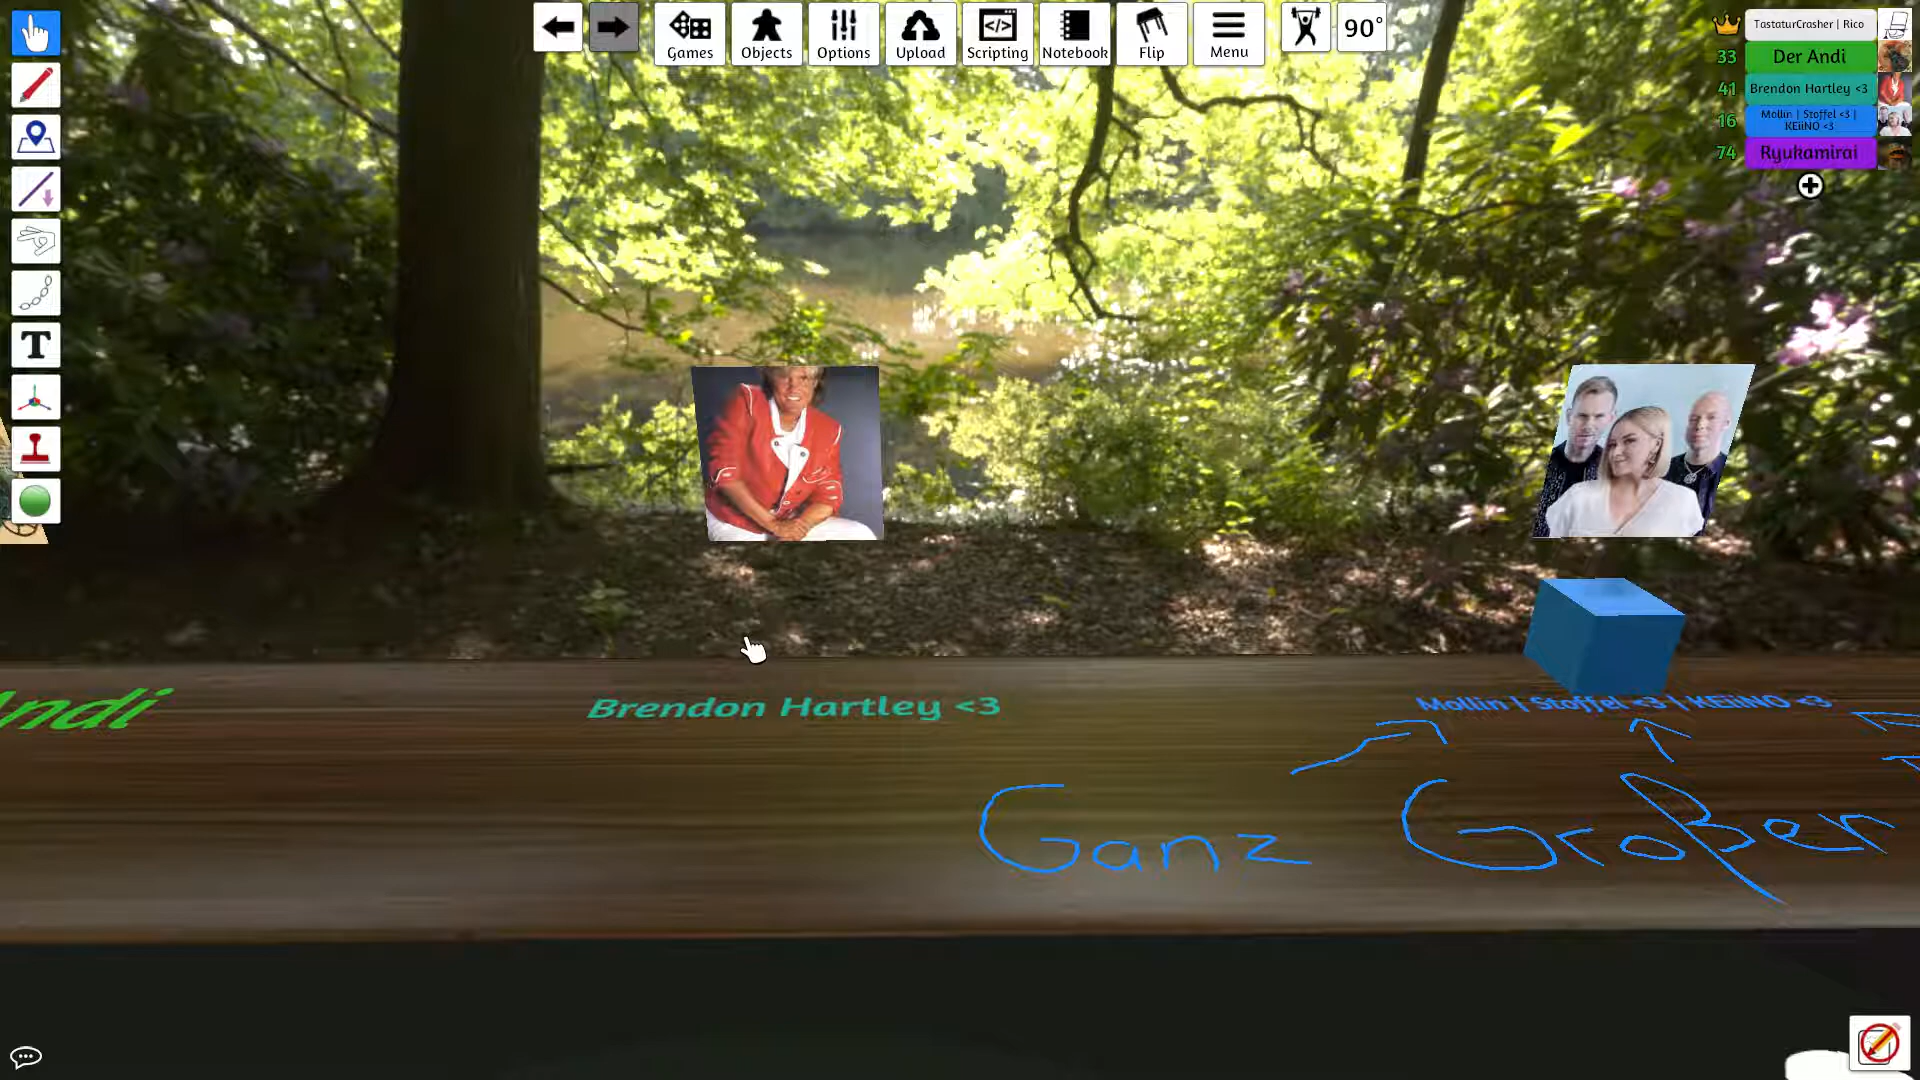 Games
Objects
Options
Upload
Scripting
Notebook
Flip
Menu
90°
TastaturCrasher | Rico
33 Der Andi
41 Brendon Hartley <3
16 Mollin | Stoffel <3 |
KEiiNO <3
74 Ryukamirai
T
Andi
Brendon Hartley <3
Mollin | Stoffel <3 | KEiiNO <3
Ganz Großer